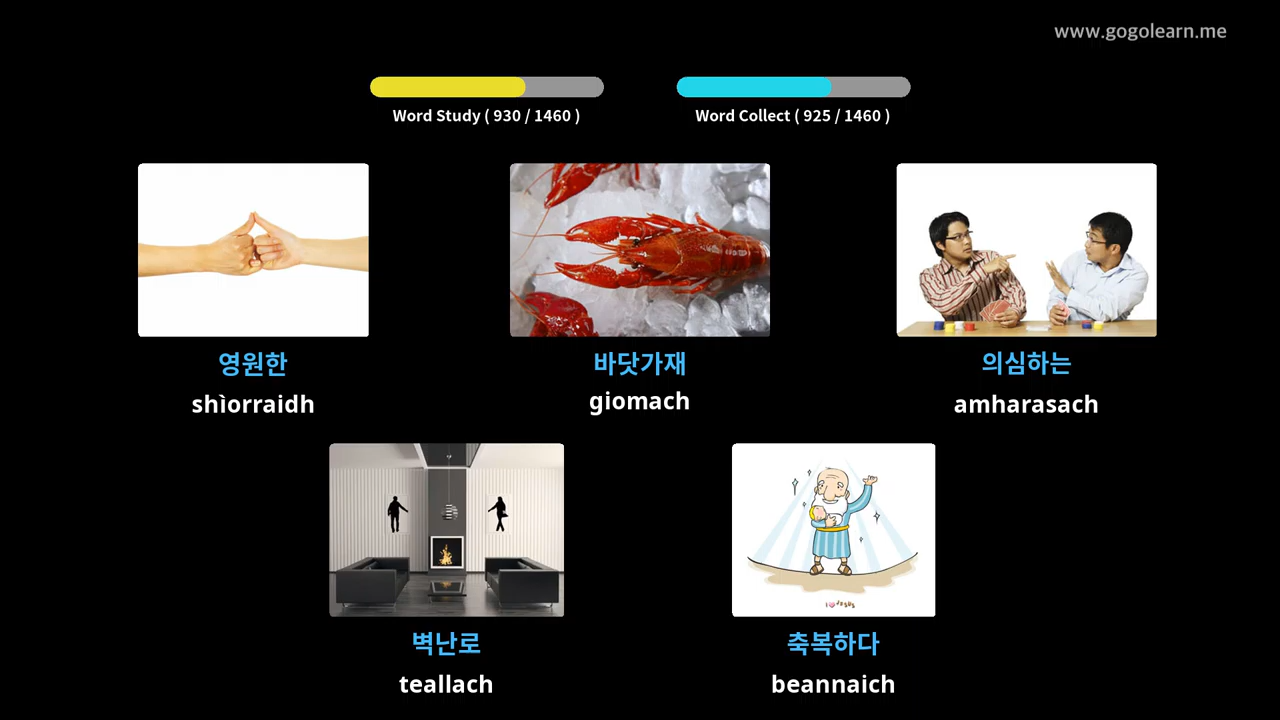 www.gogolearn.me
Word Study ( 930 / 1460 )
Word Collect ( 925 / 1460 )
영원한
바닷가재
의심하는
shìorraidh
giomach
amharasach
I JESUS
벽난로
축복하다
teallach
beannaich